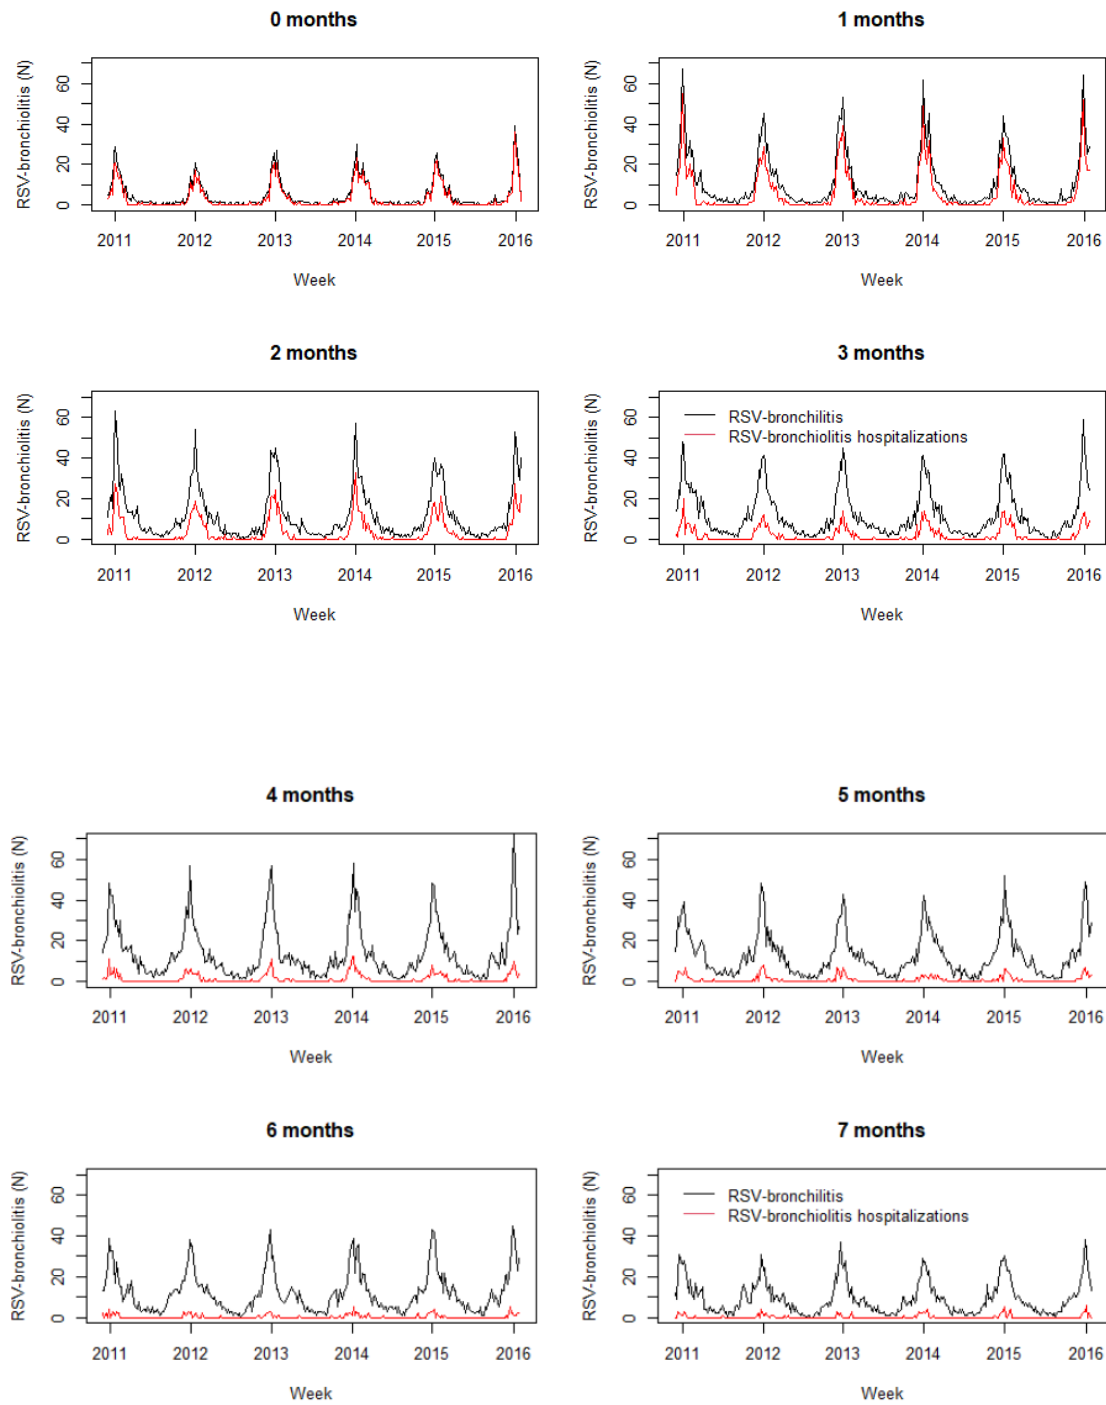 0 months
RSV-bronchiolitis (N)
0 20 40 60
2011 2012 2013 2014 2015 2016
Week
1 months
RSV-bronchiolitis (N)
0 20 40 60
2011 2012 2013 2014 2015 2016
Week
2 months
RSV-bronchiolitis (N)
0 20 40 60
2011 2012 2013 2014 2015 2016
Week
3 months
RSV-bronchiolitis (N)
0 20 40 60
RSV-bronchilitis
RSV-bronchiolitis hospitalizations
2011 2012 2013 2014 2015 2016
Week
4 months
RSV-bronchiolitis (N)
0 20 40 60
2011 2012 2013 2014 2015 2016
Week
5 months
RSV-bronchiolitis (N)
0 20 40 60
2011 2012 2013 2014 2015 2016
Week
6 months
RSV-bronchiolitis (N)
0 20 40 60
2011 2012 2013 2014 2015 2016
Week
7 months
RSV-bronchiolitis (N)
0 20 40 60
RSV-bronchilitis
RSV-bronchiolitis hospitalizations
2011 2012 2013 2014 2015 2016
Week